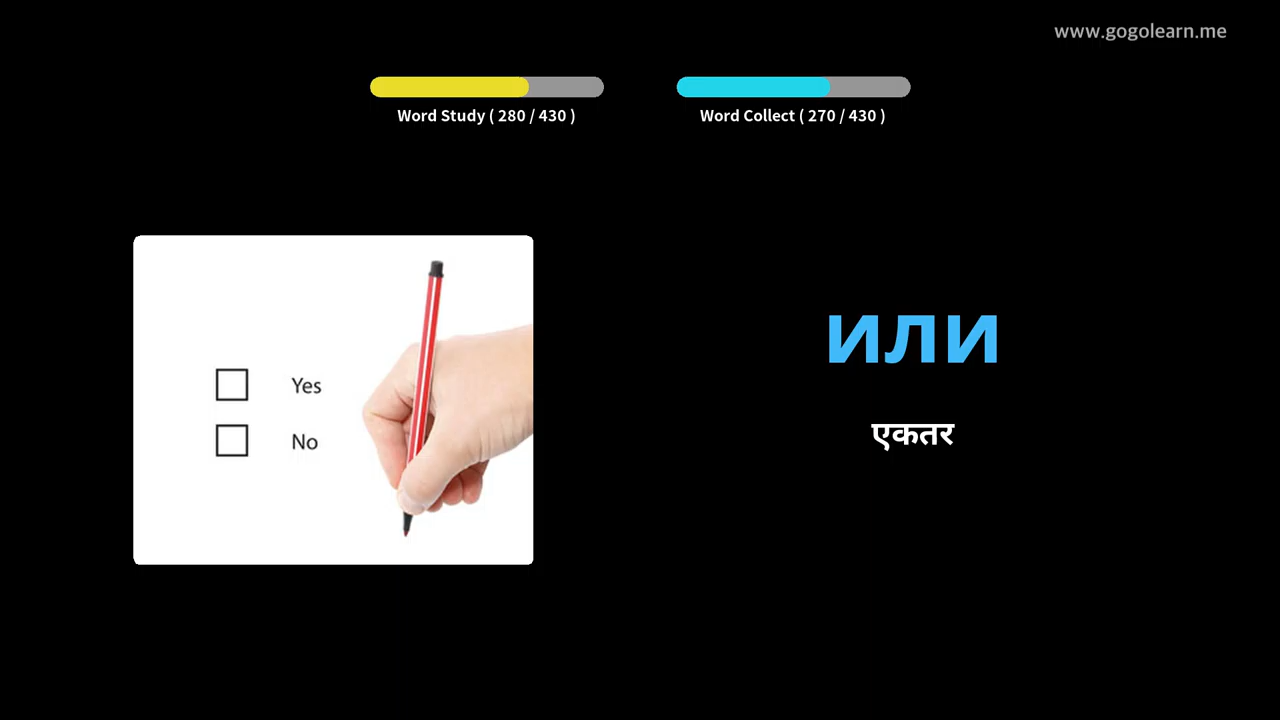 www.gogolearn.me
Word Study ( 280 / 430 )
Word Collect ( 270 / 430 )
Yes
No
или
एकतर